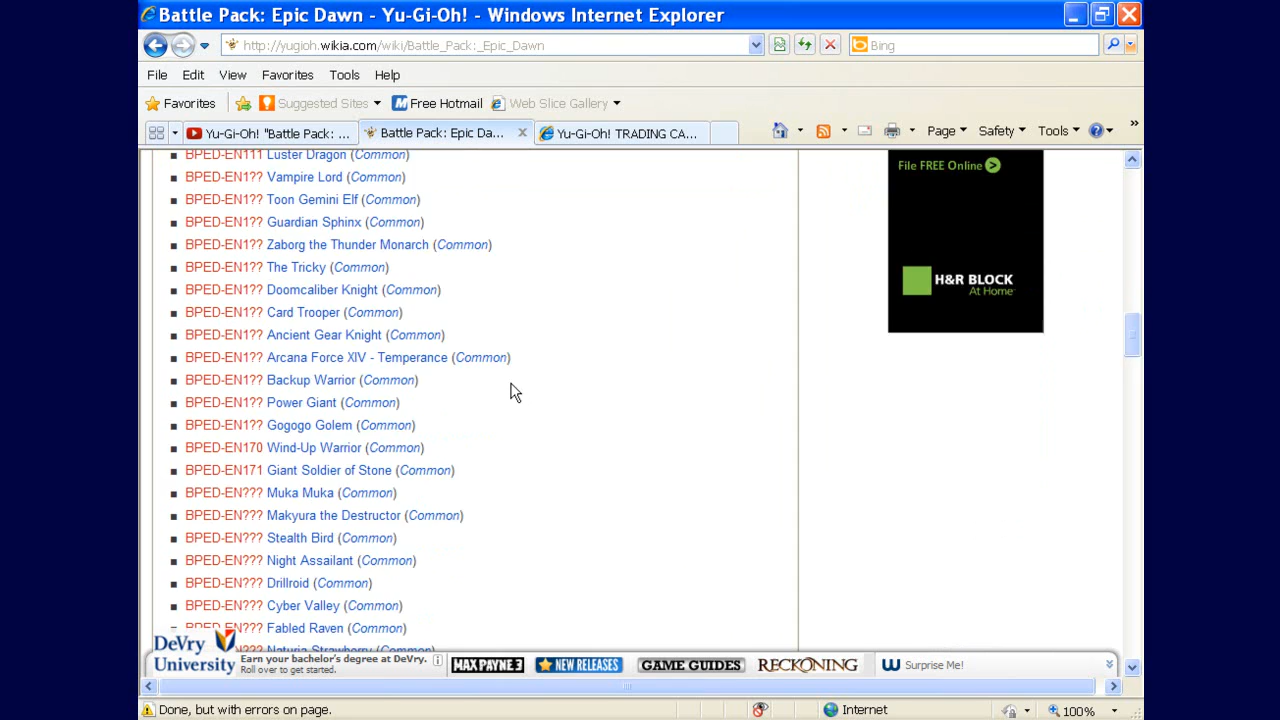 Battle Pack: Epic Dawn - Yu-Gi-Oh! - Windows Internet Explorer
http://yugioh.wikia.com/wiki/Battle_Pack:_Epic_Dawn
Bing
File Edit View Favorites Tools Help
Favorites Suggested Sites Free Hotmail Web Slice Gallery
Yu-Gi-Oh! "Battle Pack: ... Battle Pack: Epic Da... Yu-Gi-Oh! TRADING CA... Page Safety Tools
BPED-EN111 Luster Dragon (Common)
BPED-EN1?? Vampire Lord (Common)
BPED-EN1?? Toon Gemini Elf (Common)
BPED-EN1?? Guardian Sphinx (Common)
BPED-EN1?? Zaborg the Thunder Monarch (Common)
BPED-EN1?? The Tricky (Common)
BPED-EN1?? Doomcaliber Knight (Common)
BPED-EN1?? Card Trooper (Common)
BPED-EN1?? Ancient Gear Knight (Common)
BPED-EN1?? Arcana Force XIV - Temperance (Common)
BPED-EN1?? Backup Warrior (Common)
BPED-EN1?? Power Giant (Common)
BPED-EN1?? Gogogo Golem (Common)
BPED-EN170 Wind-Up Warrior (Common)
BPED-EN171 Giant Soldier of Stone (Common)
BPED-EN??? Muka Muka (Common)
BPED-EN??? Makyura the Destructor (Common)
BPED-EN??? Stealth Bird (Common)
BPED-EN??? Night Assailant (Common)
BPED-EN??? Drillroid (Common)
BPED-EN??? Cyber Valley (Common)
BPED-EN??? Fabled Raven (Common)
Naturia Strawberry (Common)
File FREE Online >
H&R BLOCK
At Home
DeVry University
Earn your bachelor's degree at DeVry.
Roll over to get started.
MAX PAYNE 3 NEW RELEASES GAME GUIDES RECKONING Surprise Me!
Done, but with errors on page. Internet 100%